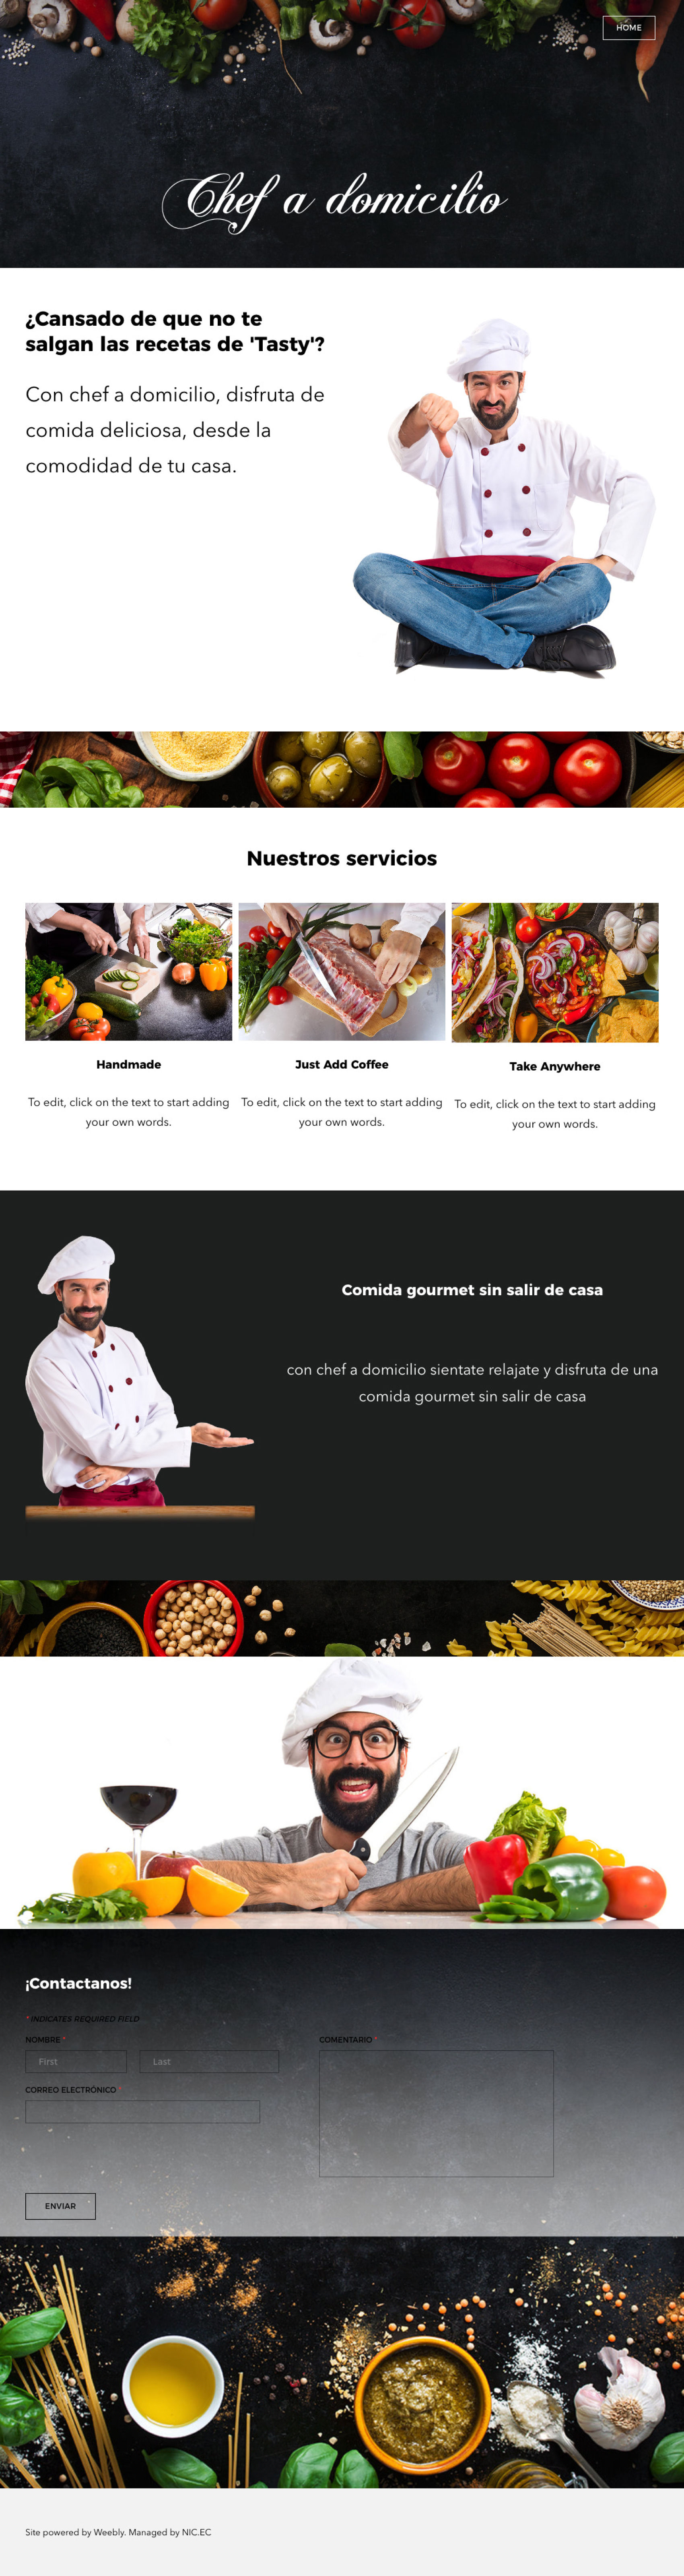 HOME
Chef a domicilio
¿Cansado de que no te
salgan las recetas de 'Tasty'?
Con chef a domicilio, disfruta de
comida deliciosa, desde la
comodidad de tu casa.
Nuestros servicios
Handmade
To edit, click on the text to start adding
your own words.
Just Add Coffee
To edit, click on the text to start adding
your own words.
Take Anywhere
To edit, click on the text to start adding
your own words.
Comida gourmet sin salir de casa
con chef a domicilio sientate relajate y disfruta de una
comida gourmet sin salir de casa
¡Contactanos!
* INDICATES REQUIRED FIELD
NOMBRE *
First
Last
CORREO ELECTRÓNICO *
COMENTARIO *
ENVIAR
Site powered by Weebly. Managed by NIC.EC